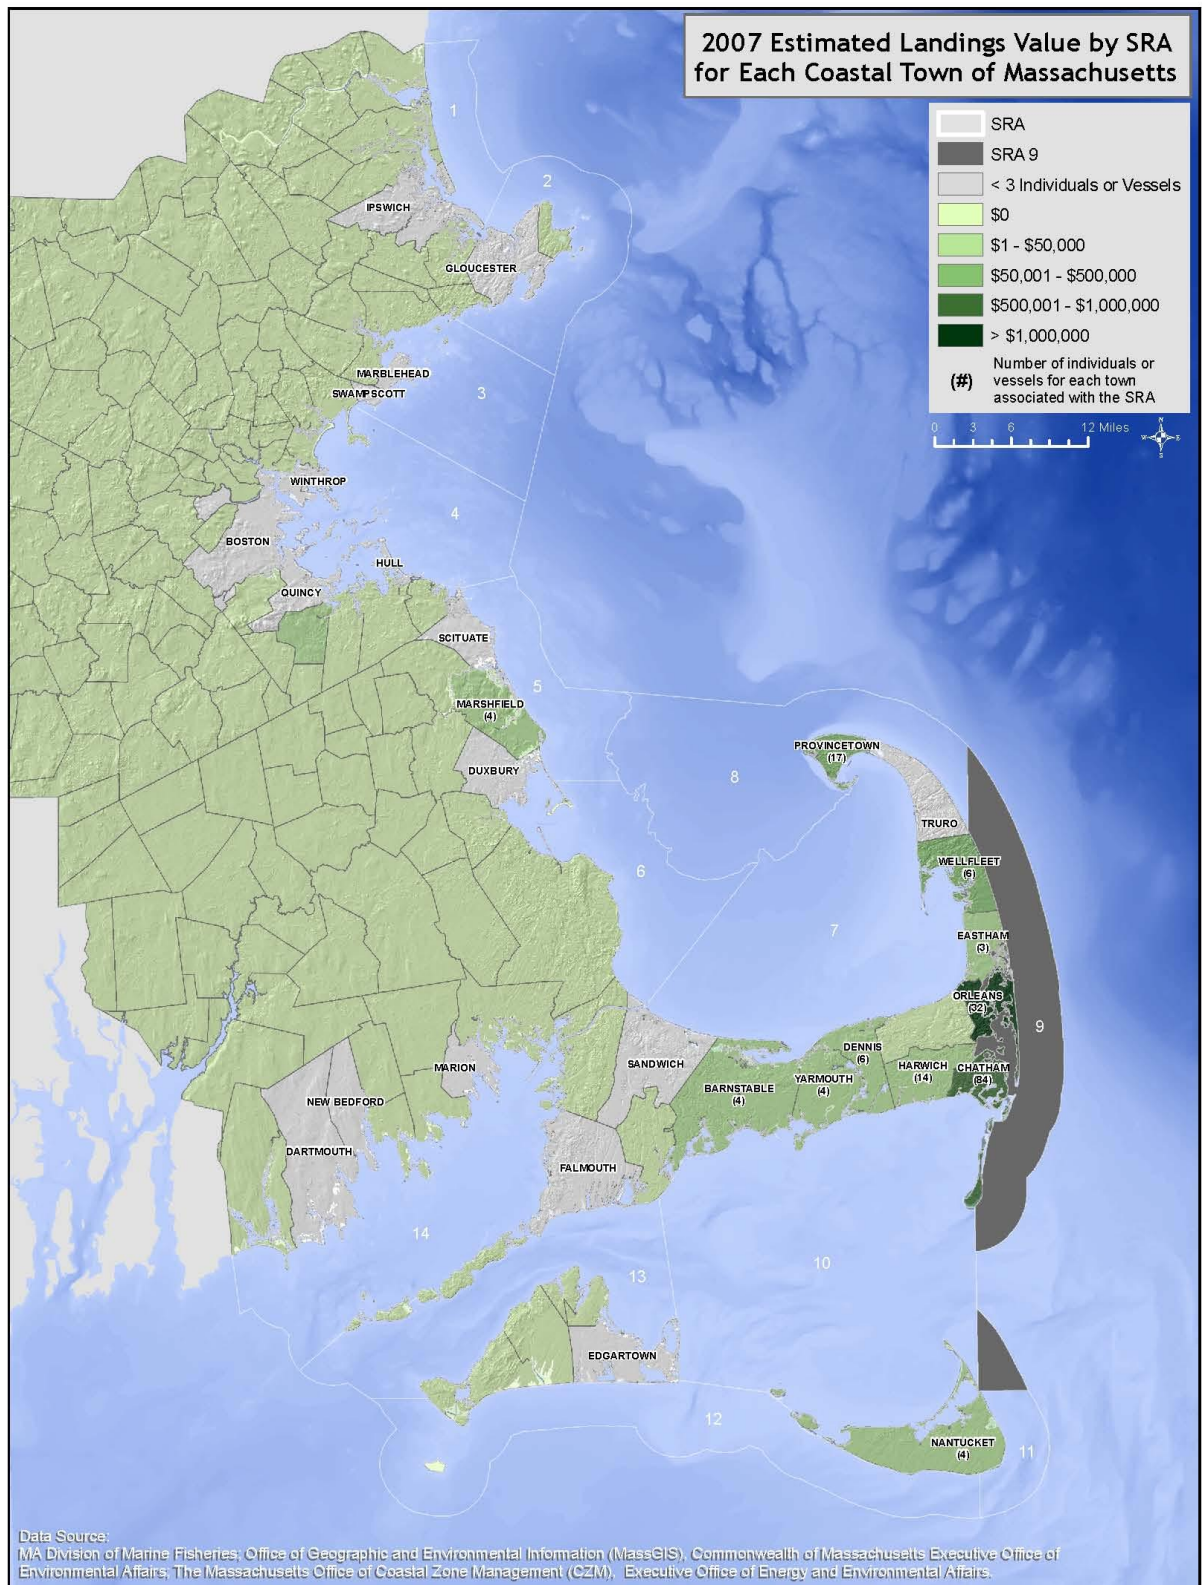 2007 Estimated Landings Value by SRA
for Each Coastal Town of Massachusetts
SRA
SRA 9
< 3 Individuals or Vessels
$0
$1 - $50,000
$50,001 - $500,000
$500,001 - $1,000,000
> $1,000,000
(#)
Number of individuals or
vessels for each town
associated with the SRA
0 3 6 12 Miles
N
W E
S
1
2
IPSWICH
GLOUCESTER
MARBLEHEAD
SWAMPSCOTT
3
WINTHROP
4
BOSTON
HULL
QUINCY
SCITUATE
5
MARSHFIELD
(4)
DUXBURY
PROVINCETOWN
(17)
8
TRURO
WELLFLEET
(6)
6
7
EASTHAM
(3)
ORLEANS
(32)
9
SANDWICH
DENNIS
(6)
HARWICH
(14)
CHATHAM
(84)
YARMOUTH
(4)
BARNSTABLE
(4)
MARION
NEW BEDFORD
DARTMOUTH
FALMOUTH
14
13
10
EDGARTOWN
12
NANTUCKET
(4)
11
Data Source:
MA Division of Marine Fisheries; Office of Geographic and Environmental Information (MassGIS), Commonwealth of Massachusetts Executive Office of
Environmental Affairs; The Massachusetts Office of Coastal Zone Management (CZM), Executive Office of Energy and Environmental Affairs.